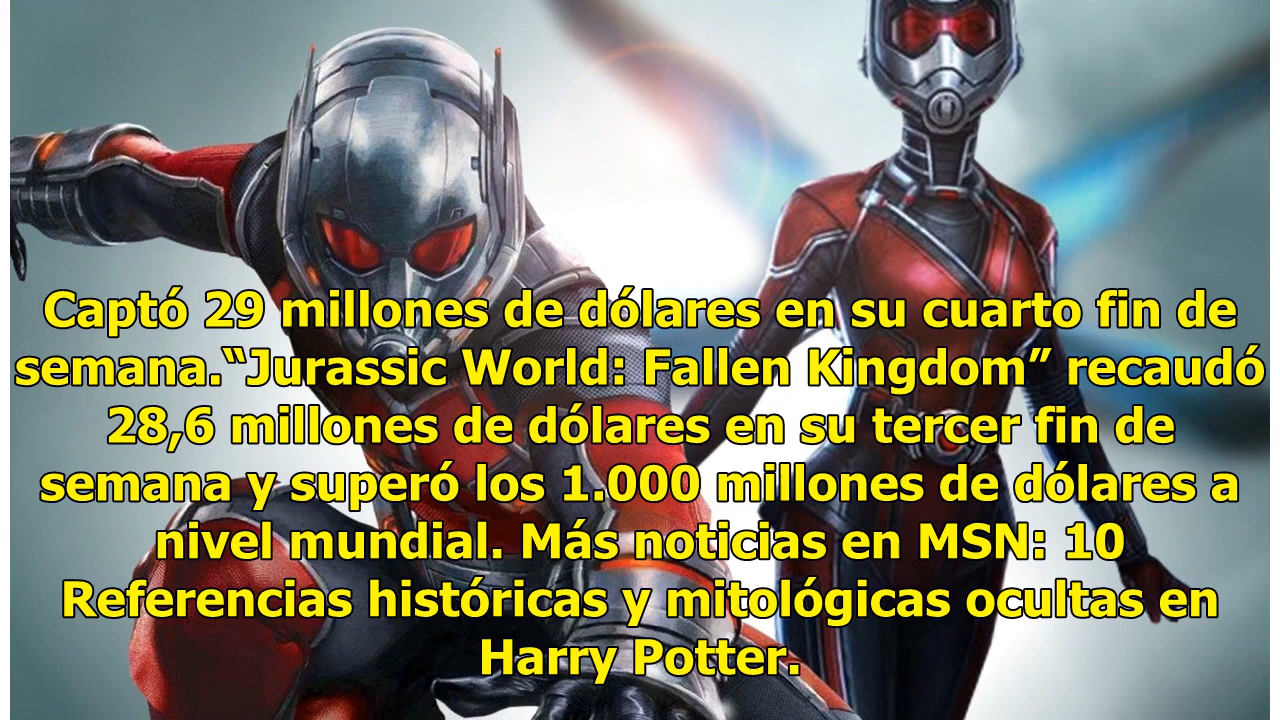 Captó 29 millones de dólares en su cuarto fin de
semana.“Jurassic World: Fallen Kingdom” recaudó
28,6 millones de dólares en su tercer fin de
semana y superó los 1.000 millones de dólares a
nivel mundial. Más noticias en MSN: 10
Referencias históricas y mitológicas ocultas en
Harry Potter.